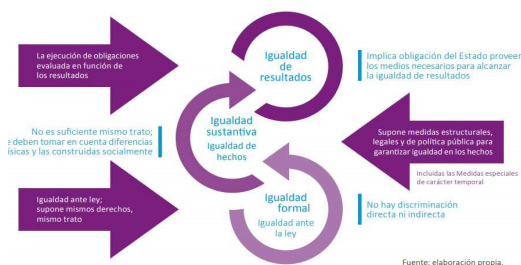 La ejecución de obligaciones
evaluada en función de
los resultados
Igualdad
de
resultados
Implica obligación del Estado proveer
los medios necesarios para alcanzar
la igualdad de resultados
No es suficiente mismo trato;
e deben tomar en cuenta diferencias
ísicas y las construidas socialmente
Igualdad
sustantiva
Igualdad de
hechos
Supone medidas estructurales,
legales y de política pública para
garantizar igualdad en los hechos
Incluidas las Medidas especiales
de carácter temporal
Igualdad ante ley;
supone mismos derechos,
mismo trato
Igualdad
formal
Igualdad ante
la ley
No hay discriminación
directa ni indirecta
Fuente: elaboración propia.